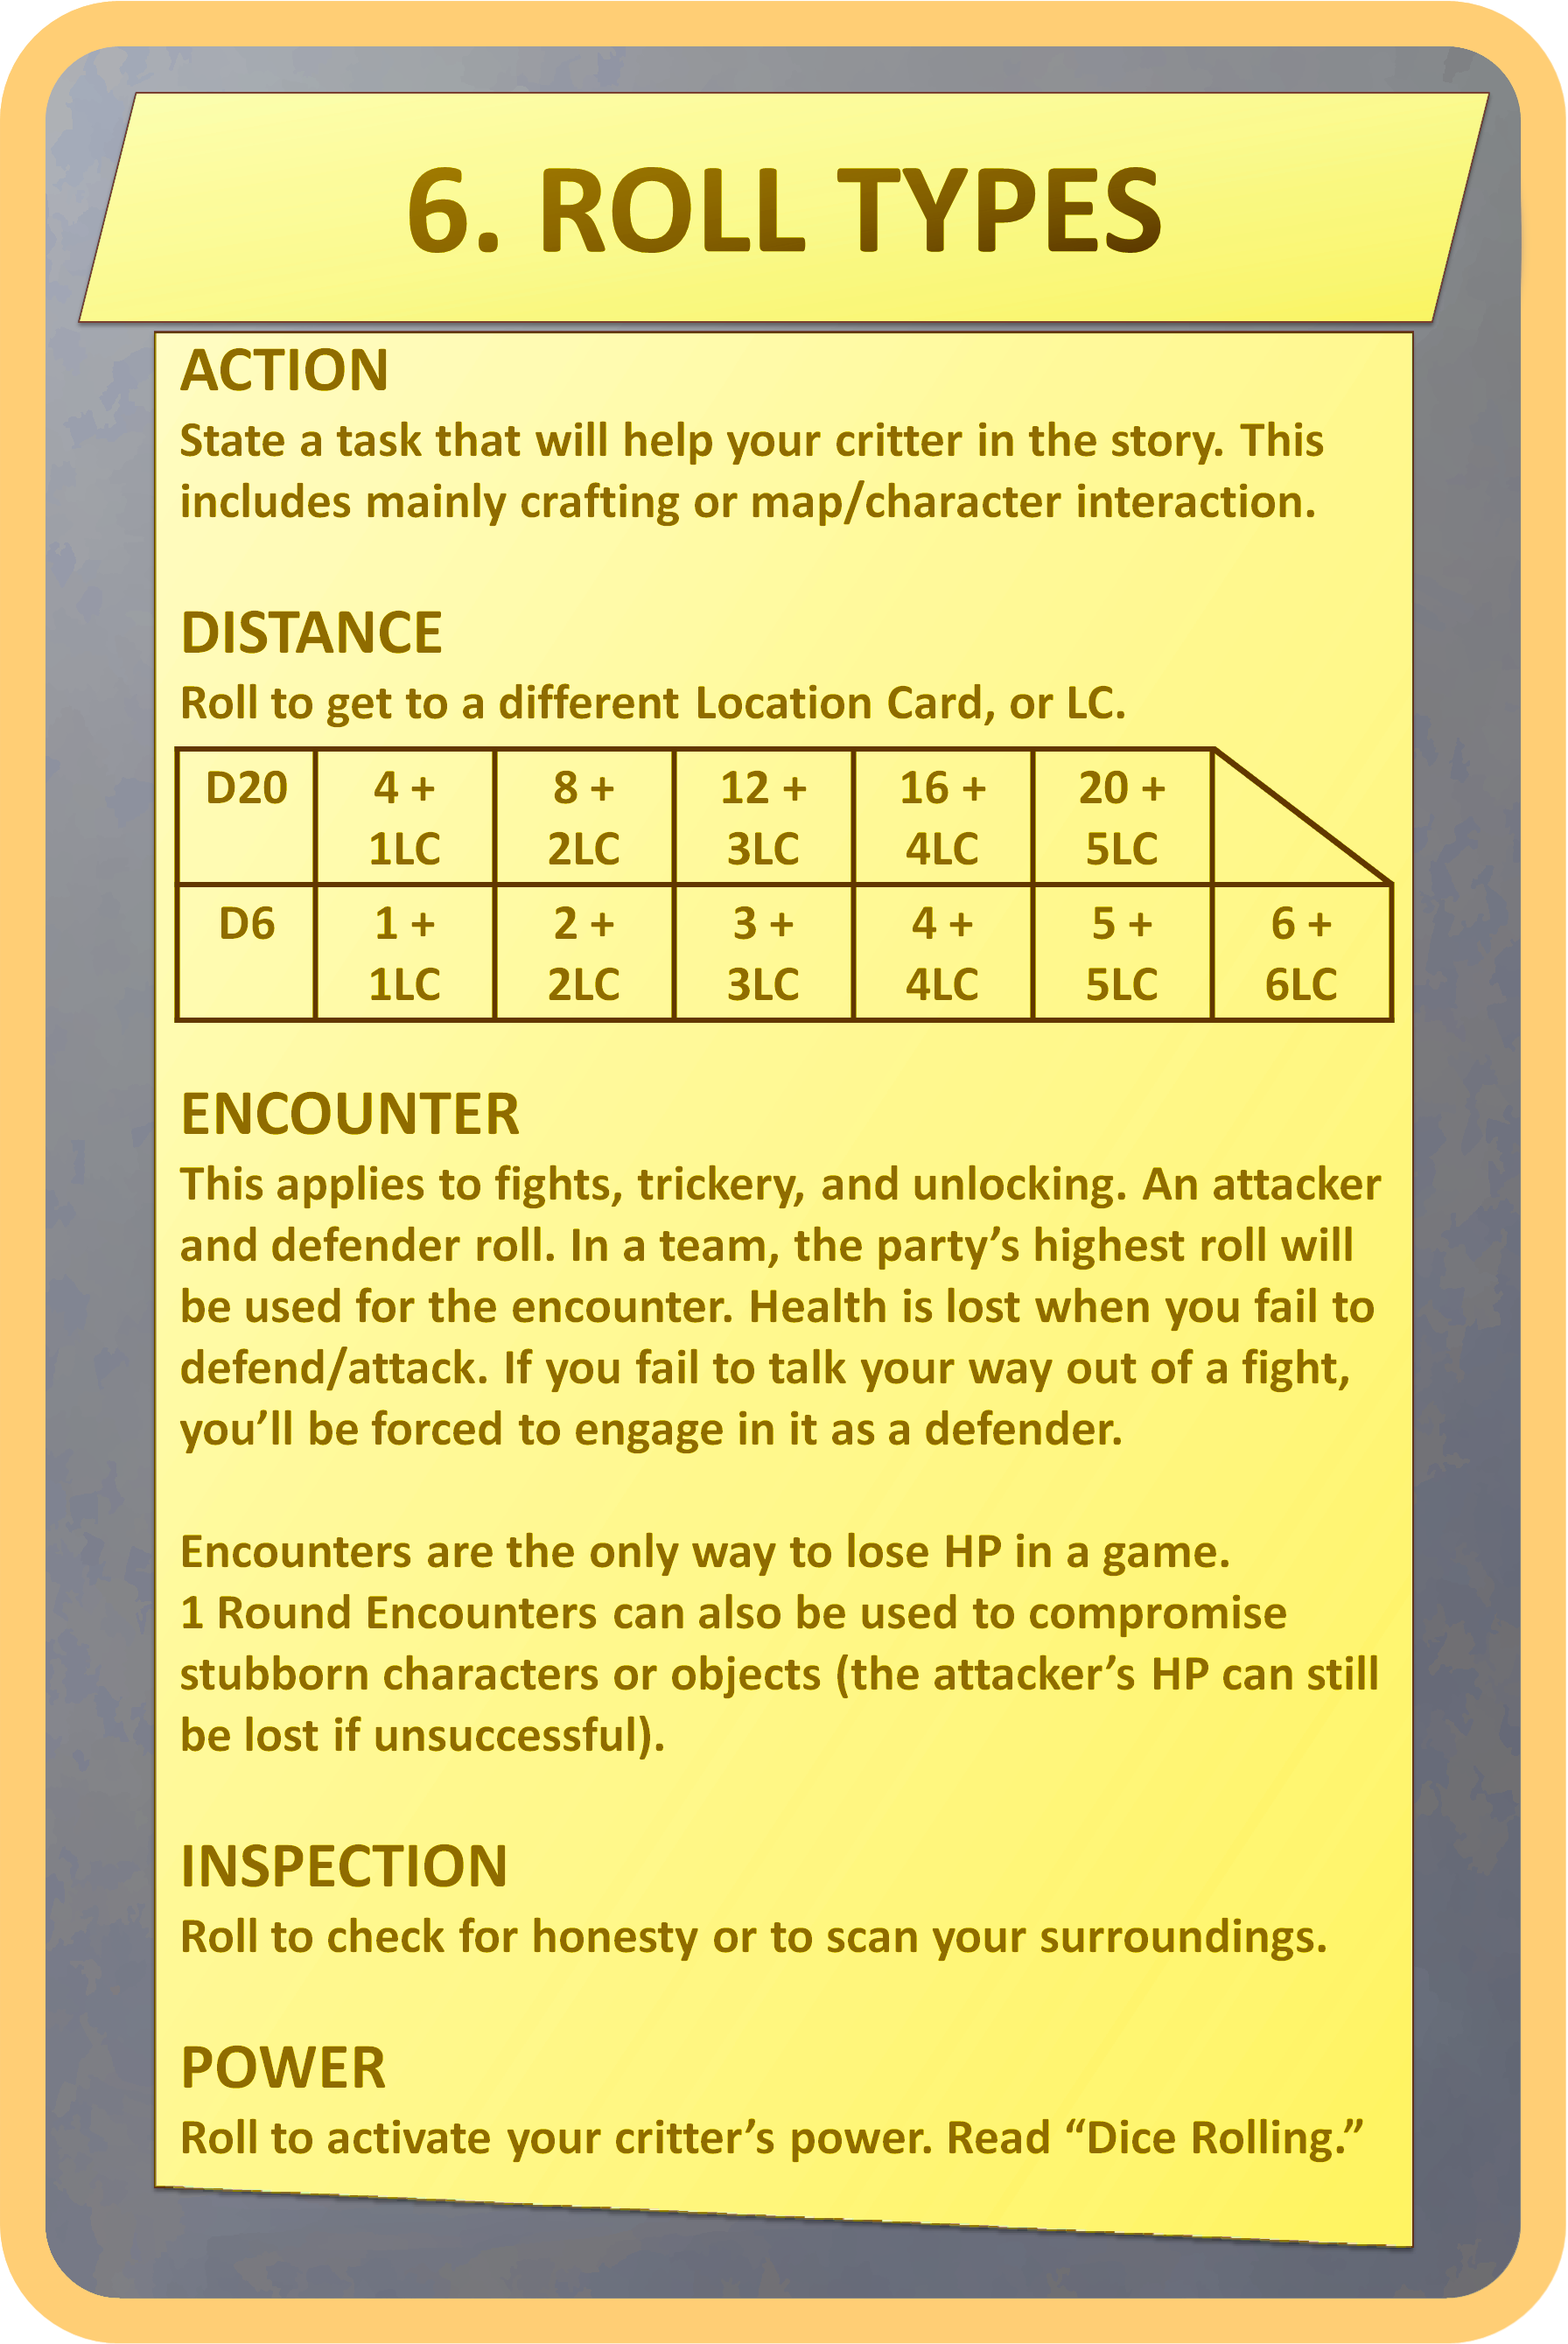 6. ROLL TYPES
ACTION
State a task that will help your critter in the story. This
includes mainly crafting or map/character interaction.
DISTANCE
Roll to get to a different Location Card, or LC.
D20 4 + 8 + 12 + 16 + 20 +
1LC 2LC 3LC 4LC 5LC
D6 1 + 2 + 3 + 4 + 5 + 6 +
1LC 2LC 3LC 4LC 5LC 6LC
ENCOUNTER
This applies to fights, trickery, and unlocking. An attacker
and defender roll. In a team, the party’s highest roll will
be used for the encounter. Health is lost when you fail to
defend/attack. If you fail to talk your way out of a fight,
you’ll be forced to engage in it as a defender.
Encounters are the only way to lose HP in a game.
1 Round Encounters can also be used to compromise
stubborn characters or objects (the attacker’s HP can still
be lost if unsuccessful).
INSPECTION
Roll to check for honesty or to scan your surroundings.
POWER
Roll to activate your critter’s power. Read “Dice Rolling.”